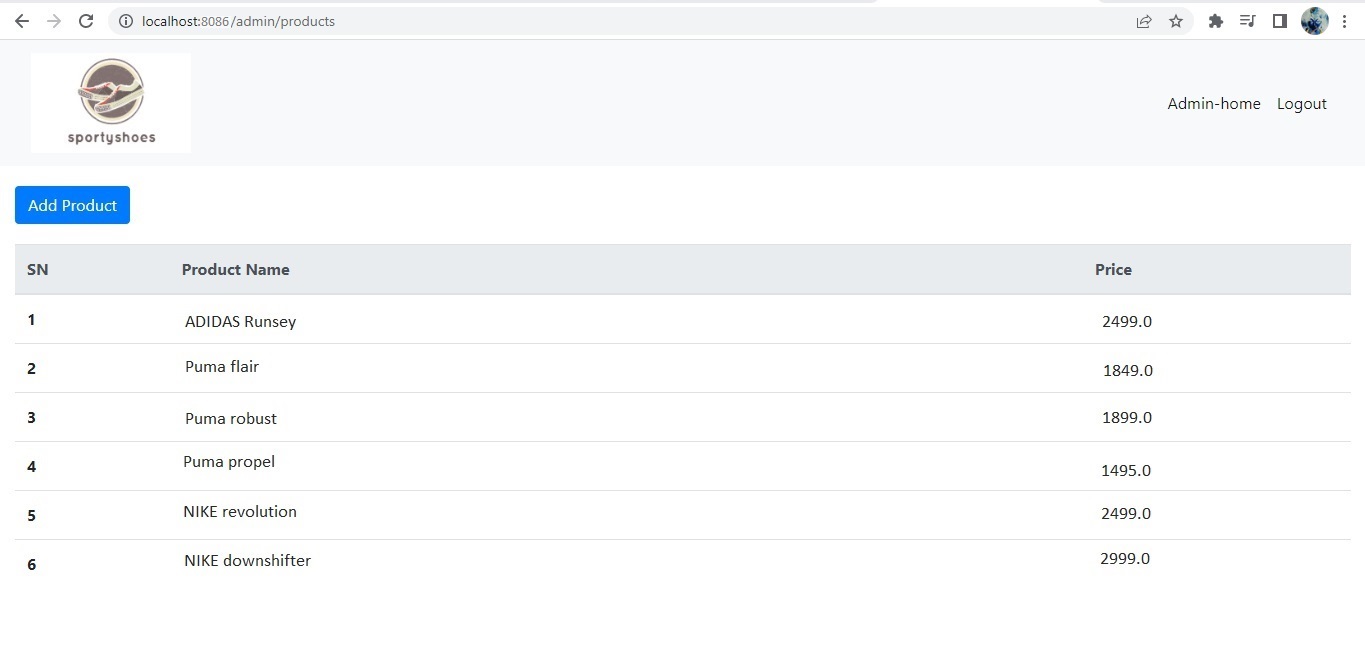 localhost:8086/admin/products
sportyshoes
Admin-home Logout
Add Product
SN Product Name Price
1 ADIDAS Runsey 2499.0
2 Puma flair 1849.0
3 Puma robust 1899.0
4 Puma propel 1495.0
5 NIKE revolution 2499.0
6 NIKE downshifter 2999.0